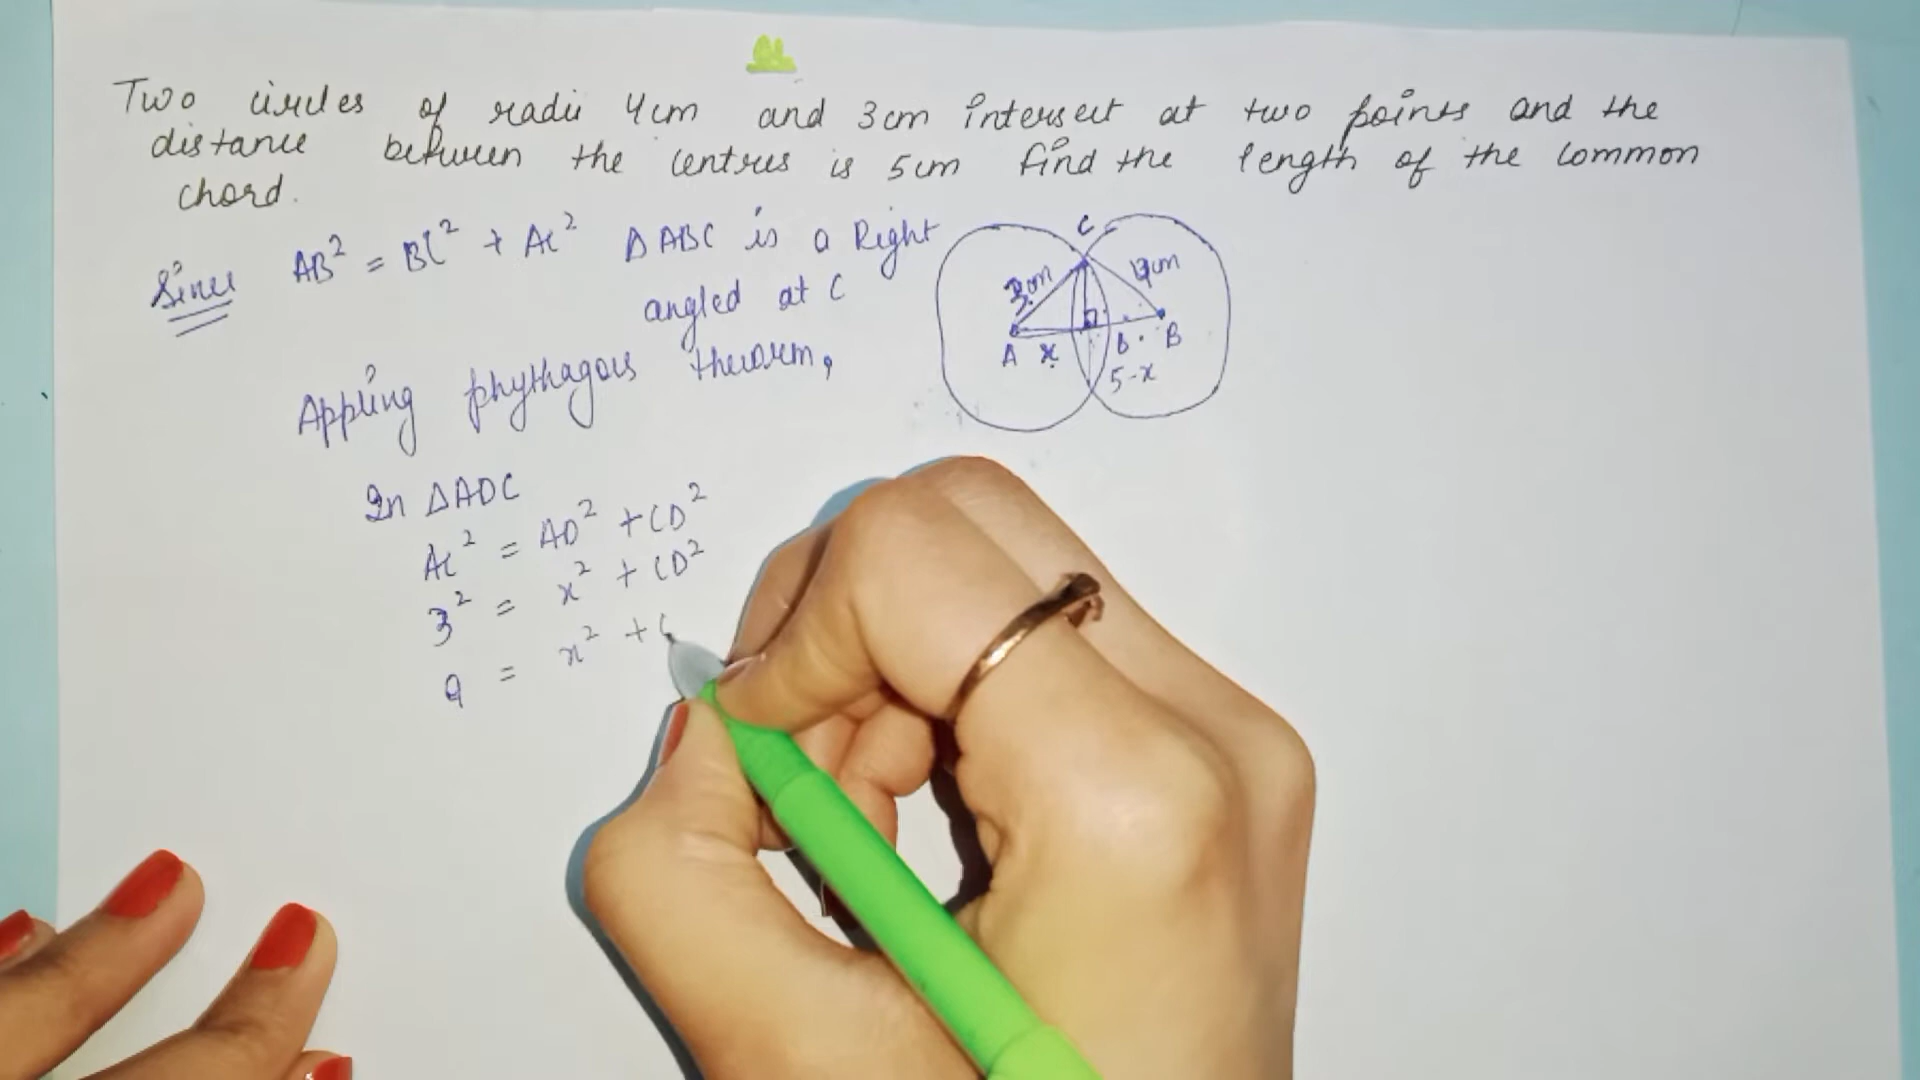 Two circles of radii 4cm and 3cm intersect at two points and the
distance between the centres is 5cm find the length of the common
chord.
Since AB² = BC² + AC² Δ ABC is a Right
angled at C
Appling phythagous theorem,
In ΔADC
AC² = AD² + CD²
3² = x² + CD²
9 = x² + C
C
3cm
4cm
A x
B
5-x